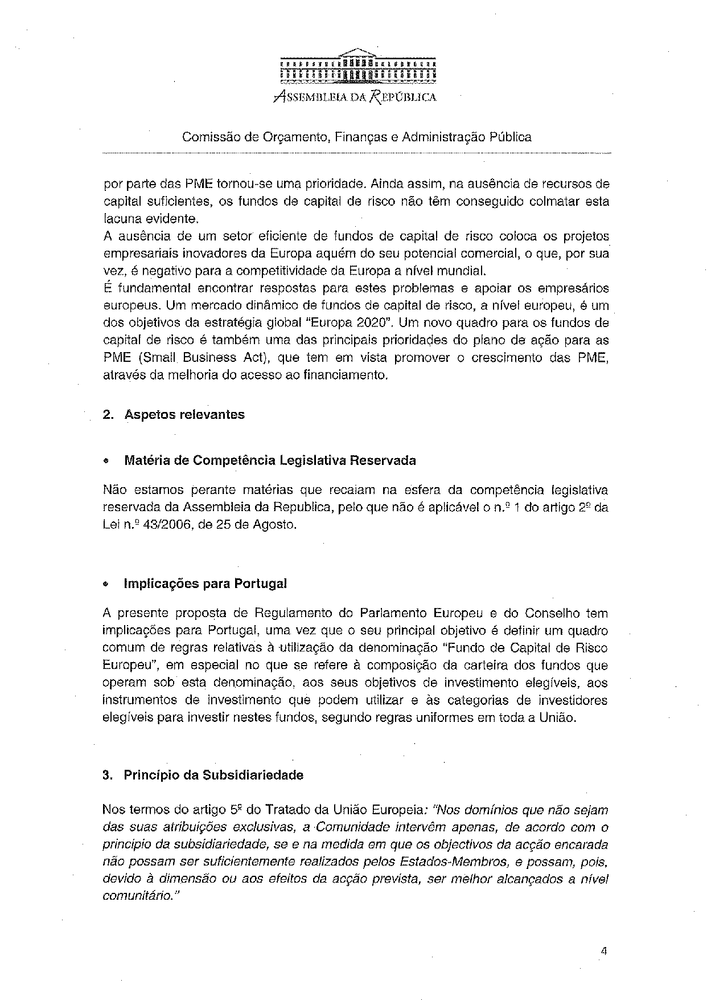 ASSEMBLEIA DA REPÚBLICA
Comissão de Orçamento, Finanças e Administração Pública
por parte das PME tornou-se uma prioridade. Ainda assim, na ausência de recursos de
capital suficientes, os fundos de capital de risco não têm conseguido colmatar esta
lacuna evidente.
A ausência de um setor eficiente de fundos de capital de risco coloca os projetos
empresariais inovadores da Europa aquém do seu potencial comercial, o que, por sua
vez, é negativo para a competitividade da Europa a nível mundial.
É fundamental encontrar respostas para estes problemas e apoiar os empresários
europeus. Um mercado dinâmico de fundos de capital de risco, a nível europeu, é um
dos objetivos da estratégia global “Europa 2020”. Um novo quadro para os fundos de
capital de risco é também uma das principais prioridades do plano de ação para as
PME (Small Business Act), que tem em vista promover o crescimento das PME,
através da melhoria do acesso ao financiamento.
2. Aspetos relevantes
• Matéria de Competência Legislativa Reservada
Não estamos perante matérias que recaiam na esfera da competência legislativa
reservada da Assembleia da Republica, pelo que não é aplicável o n.º 1 do artigo 2º da
Lei n.º 43/2006, de 25 de Agosto.
• Implicações para Portugal
A presente proposta de Regulamento do Parlamento Europeu e do Conselho tem
implicações para Portugal, uma vez que o seu principal objetivo é definir um quadro
comum de regras relativas à utilização da denominação “Fundo de Capital de Risco
Europeu”, em especial no que se refere à composição da carteira dos fundos que
operam sob esta denominação, aos seus objetivos de investimento elegíveis, aos
instrumentos de investimento que podem utilizar e às categorias de investidores
elegíveis para investir nestes fundos, segundo regras uniformes em toda a União.
3. Princípio da Subsidiariedade
Nos termos do artigo 5º do Tratado da União Europeia: “Nos domínios que não sejam
das suas atribuições exclusivas, a Comunidade intervêm apenas, de acordo com o
principio da subsidiariedade, se e na medida em que os objectivos da acção encarada
não possam ser suficientemente realizados pelos Estados-Membros, e possam, pois,
devido à dimensão ou aos efeitos da acção prevista, ser melhor alcançados a nível
comunitário.”
4